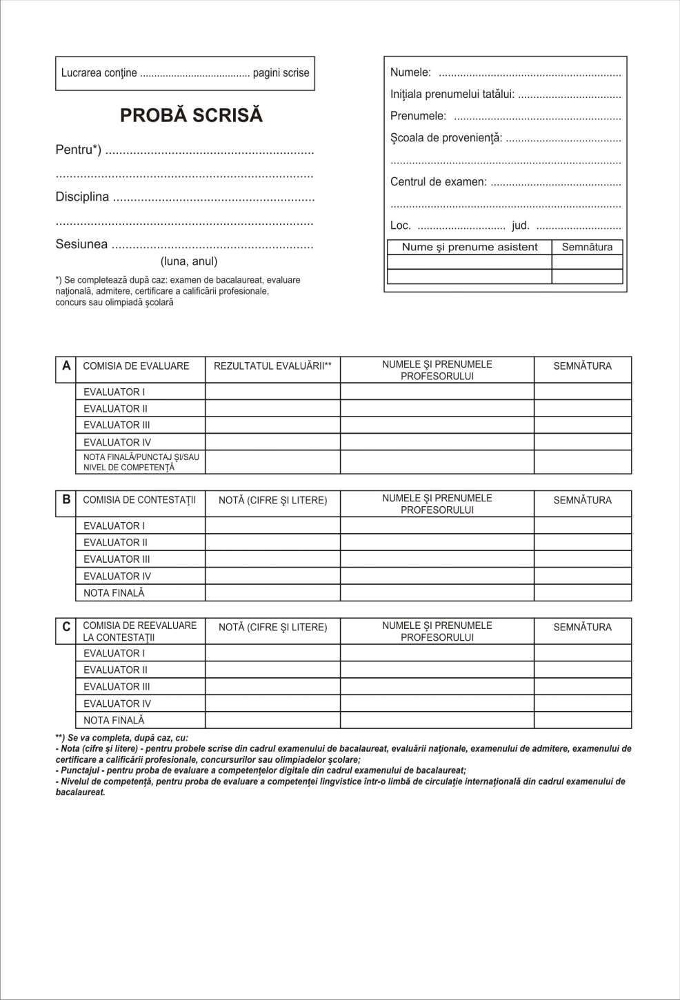 Lucrarea conţine ....................................... pagini scrise
PROBĂ SCRISĂ
Pentru*) ............................................................
..........................................................................
Disciplina ..........................................................
..........................................................................
Sesiunea ..........................................................
(luna, anul)
*) Se completează după caz: examen de bacalaureat, evaluare
naţională, admitere, certificare a calificării profesionale,
concurs sau olimpiadă şcolară
Numele: ............................................................
Iniţiala prenumelui tatălui: ..................................
Prenumele: .......................................................
Şcoala de provenienţă: ......................................
............................................................................
Centrul de examen: ...........................................
............................................................................
Loc. ............................. jud. ............................
Nume şi prenume asistent Semnătura
A COMISIA DE EVALUARE REZULTATUL EVALUĂRII** NUMELE ŞI PRENUMELE PROFESORULUI SEMNĂTURA
EVALUATOR I
EVALUATOR II
EVALUATOR III
EVALUATOR IV
NOTA FINALĂ/PUNCTAJ ŞI/SAU
NIVEL DE COMPETENŢĂ
B COMISIA DE CONTESTAŢII NOTĂ (CIFRE ŞI LITERE) NUMELE ŞI PRENUMELE PROFESORULUI SEMNĂTURA
EVALUATOR I
EVALUATOR II
EVALUATOR III
EVALUATOR IV
NOTA FINALĂ
C COMISIA DE REEVALUARE LA CONTESTAŢII NOTĂ (CIFRE ŞI LITERE) NUMELE ŞI PRENUMELE PROFESORULUI SEMNĂTURA
EVALUATOR I
EVALUATOR II
EVALUATOR III
EVALUATOR IV
NOTA FINALĂ
**) Se va completa, după caz, cu:
- Nota (cifre şi litere) - pentru probele scrise din cadrul examenului de bacalaureat, evaluării naţionale, examenului de admitere, examenului de
certificare a calificării profesionale, concursurilor sau olimpiadelor şcolare;
- Punctajul - pentru proba de evaluare a competenţelor digitale din cadrul examenului de bacalaureat;
- Nivelul de competenţă, pentru proba de evaluare a competenţei lingvistice într-o limbă de circulaţie internaţională din cadrul examenului de
bacalaureat.